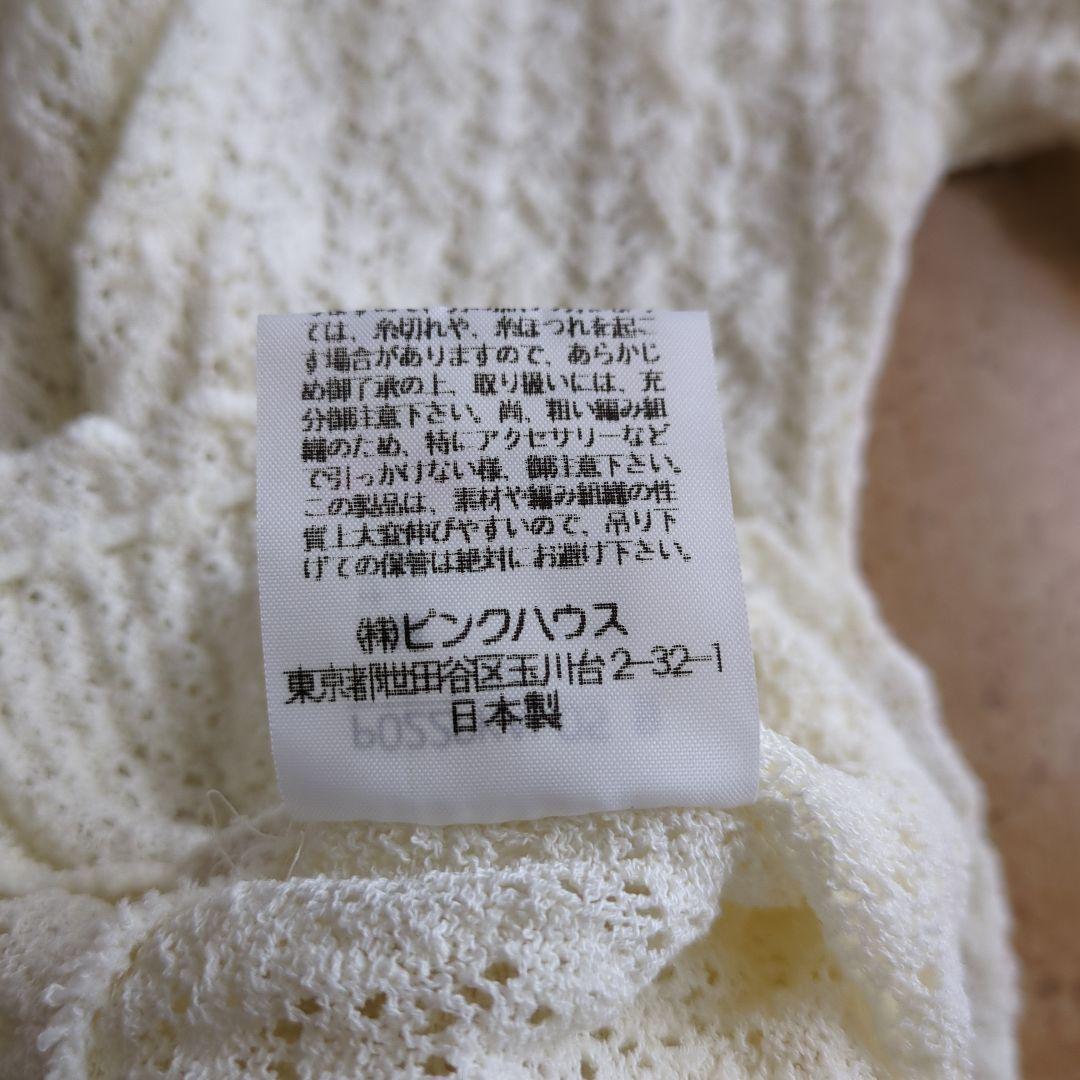 ては、糸切れや、糸ほつれを起こ
す場合がありますので、あらかじ
め御了承の上、取り扱いには、充
分御注意下さい。尚、粗い編み組
織のため、特にアクセサリーなど
で引っかけない様、御注意下さい。
この製品は、素材や編み組織の性
質上大変伸びやすいので、吊り下
げての保管は絶対にお避け下さい。
㈱ピンクハウス
東京都世田谷区玉川台2-32-1
日本製